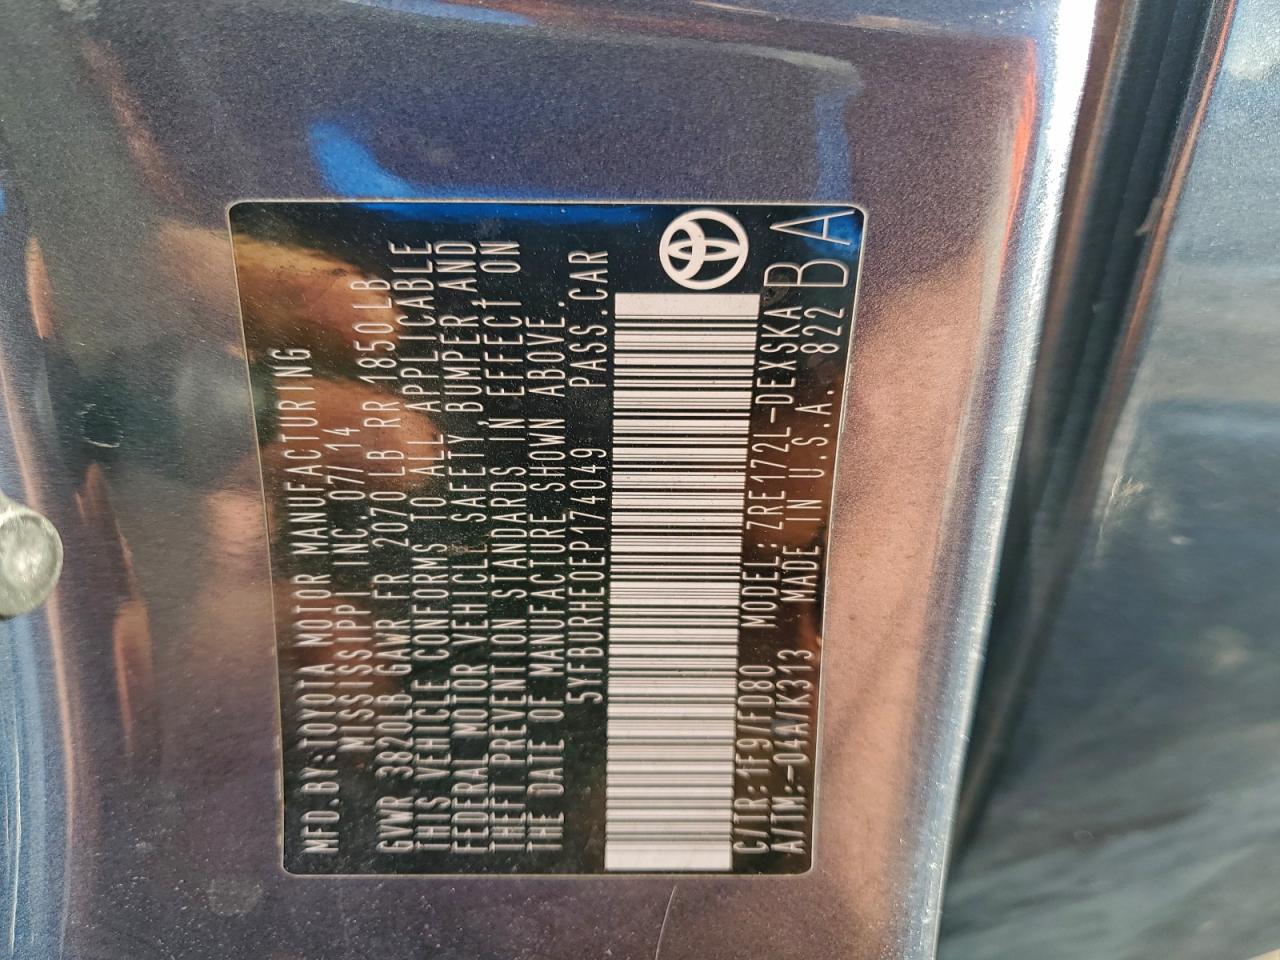 MFD.BY:TOYOTA MOTOR MANUFACTURING
MISSISSIPPI INC. 07/14
GVWR 3820LB GAWR FR 2070 LB RR 1850LB
THIS VEHICLE CONFORMS TO ALL APPLICABLE
FEDERAL MOTOR VEHICLE SAFETY,BUMPER AND
THEFT PREVENTION STANDARDS IN EFFECT ON
THE DATE OF MANUFACTURE SHOWN ABOVE.
5YFBURHE0EP174049 PASS.CAR
C/TR:1F9/FD80 MODEL:ZRE172L-DEXSKA B
A/TM:-04A/K313 MADE IN U.S.A. 822 BA